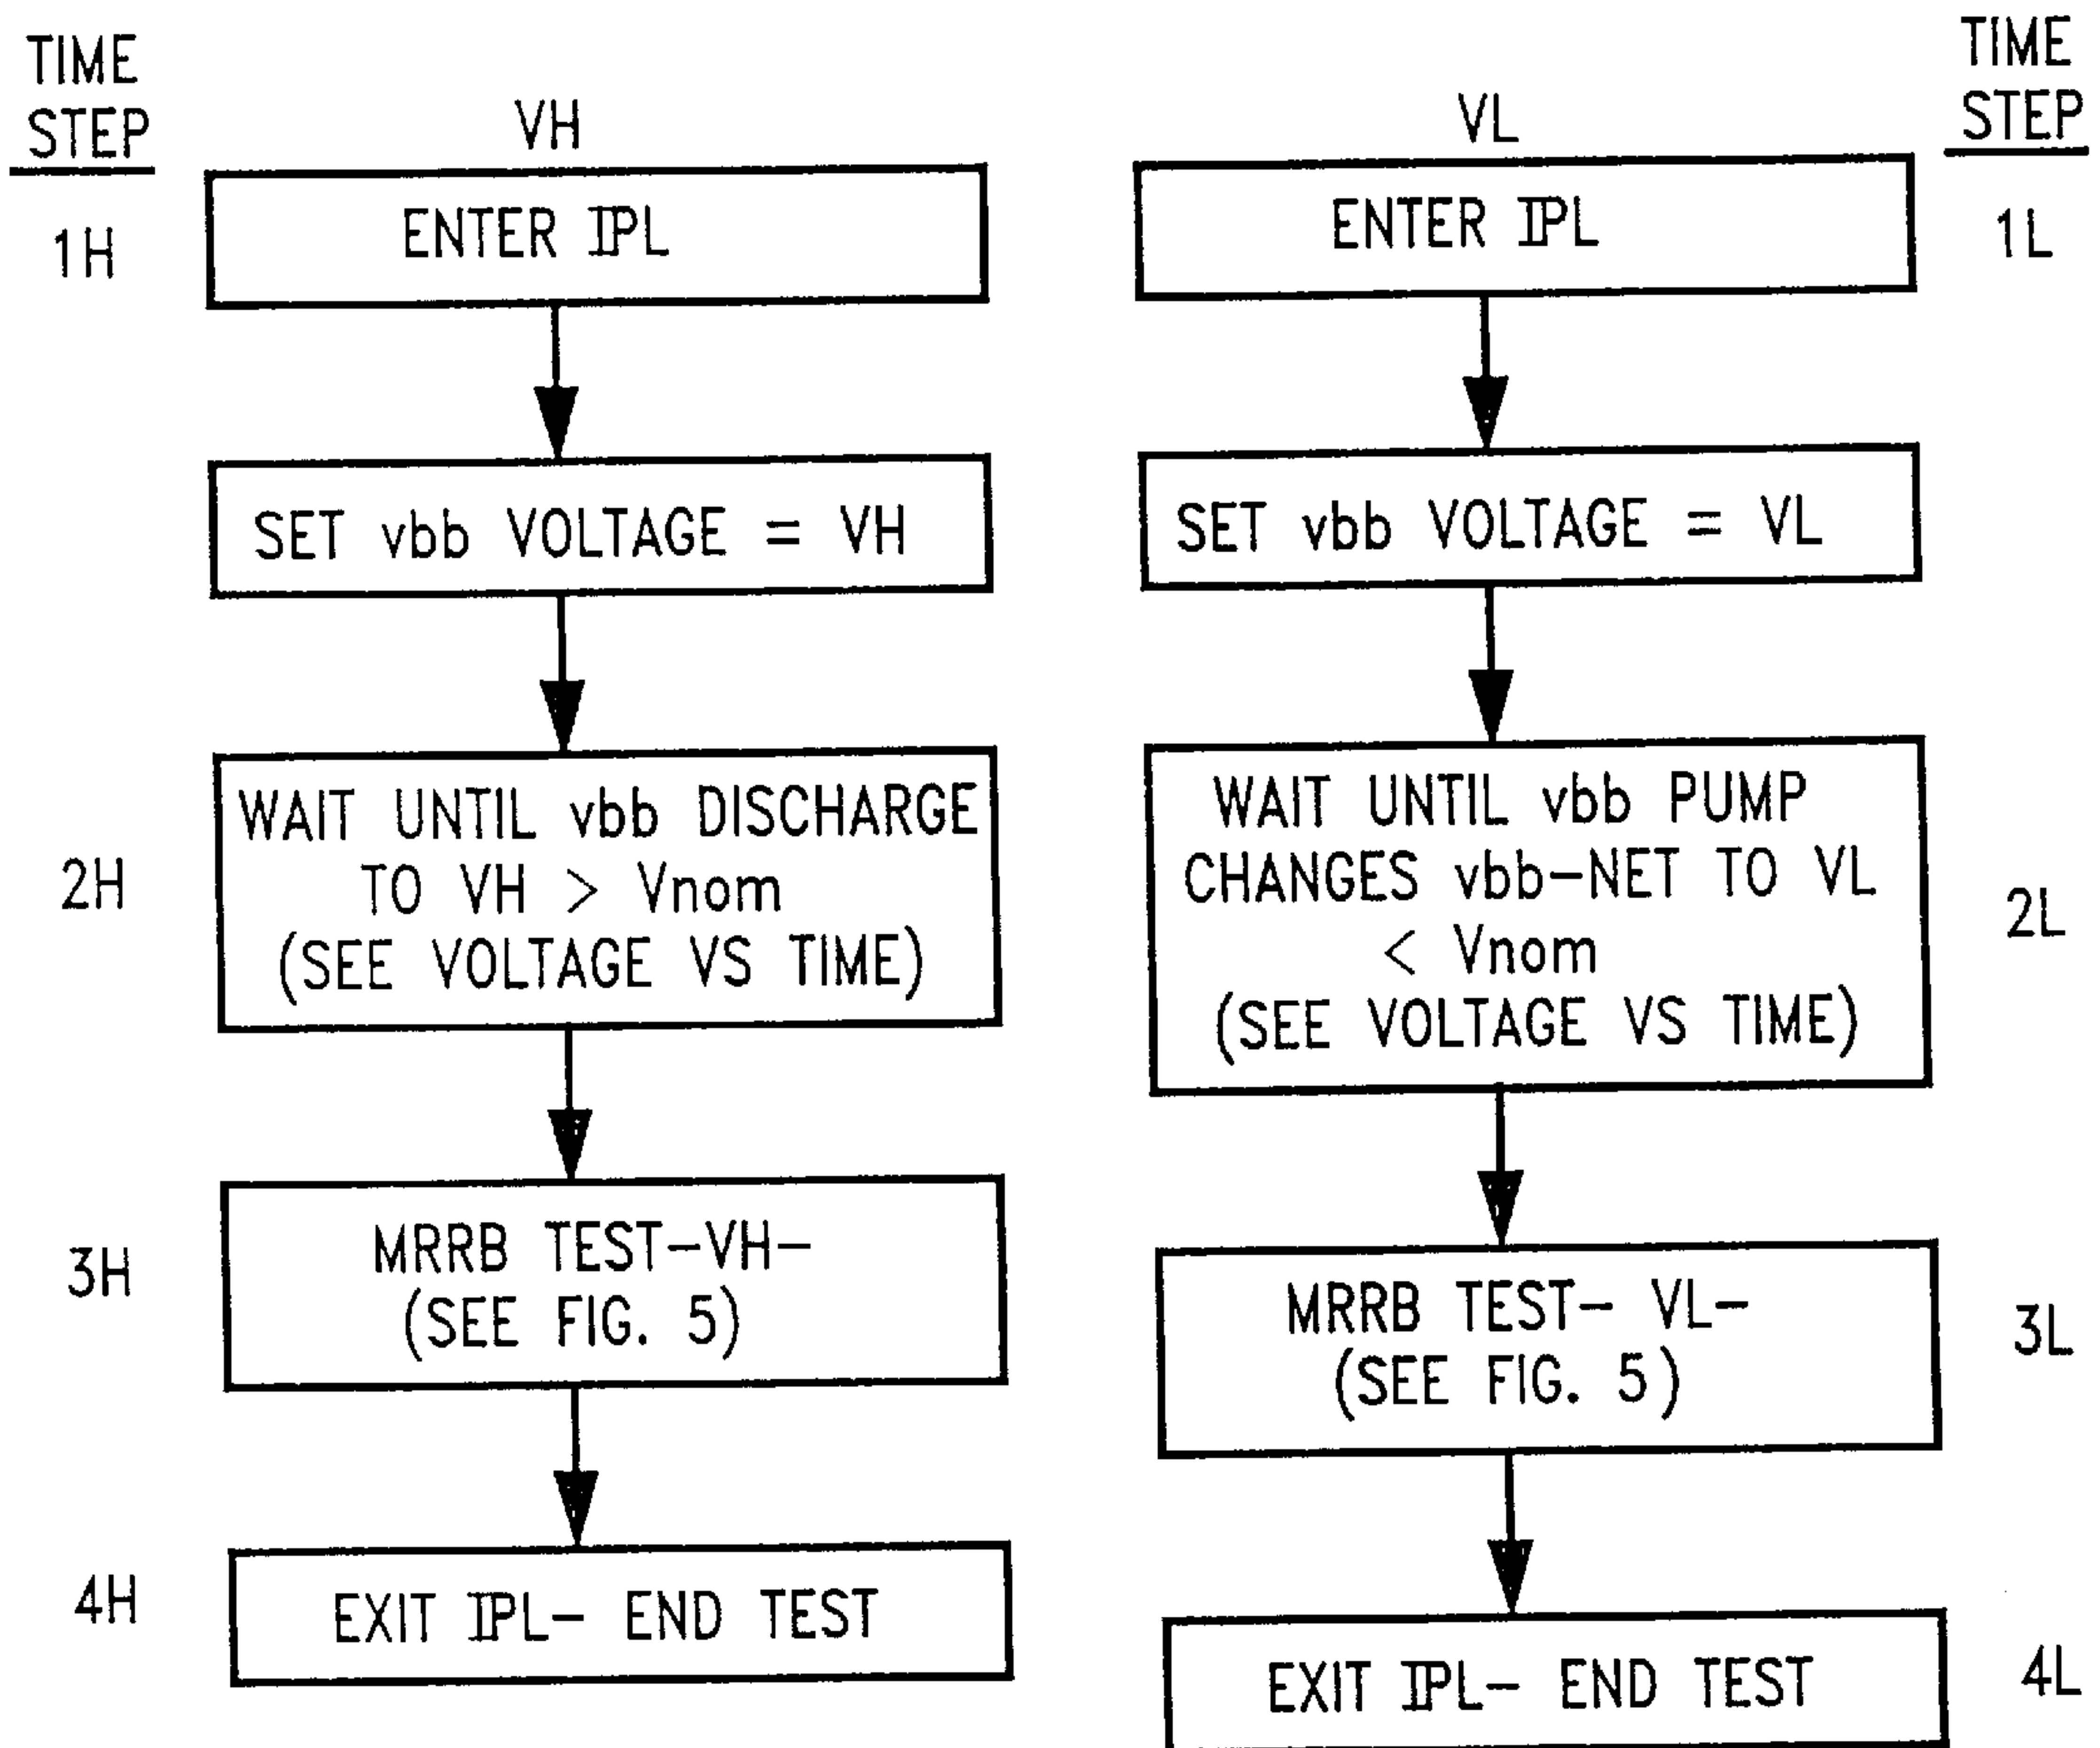 TIME
STEP
VH
1H
ENTER IPL
SET vbb VOLTAGE = VH
2H
WAIT UNTIL vbb DISCHARGE
TO VH > Vnom
(SEE VOLTAGE VS TIME)
3H
MRRB TEST-VH-
(SEE FIG. 5)
4H
EXIT IPL- END TEST
TIME
STEP
VL
ENTER IPL
1L
SET vbb VOLTAGE = VL
WAIT UNTIL vbb PUMP
CHANGES vbb-NET TO VL
< Vnom
(SEE VOLTAGE VS TIME)
2L
MRRB TEST- VL-
(SEE FIG. 5)
3L
EXIT IPL- END TEST
4L